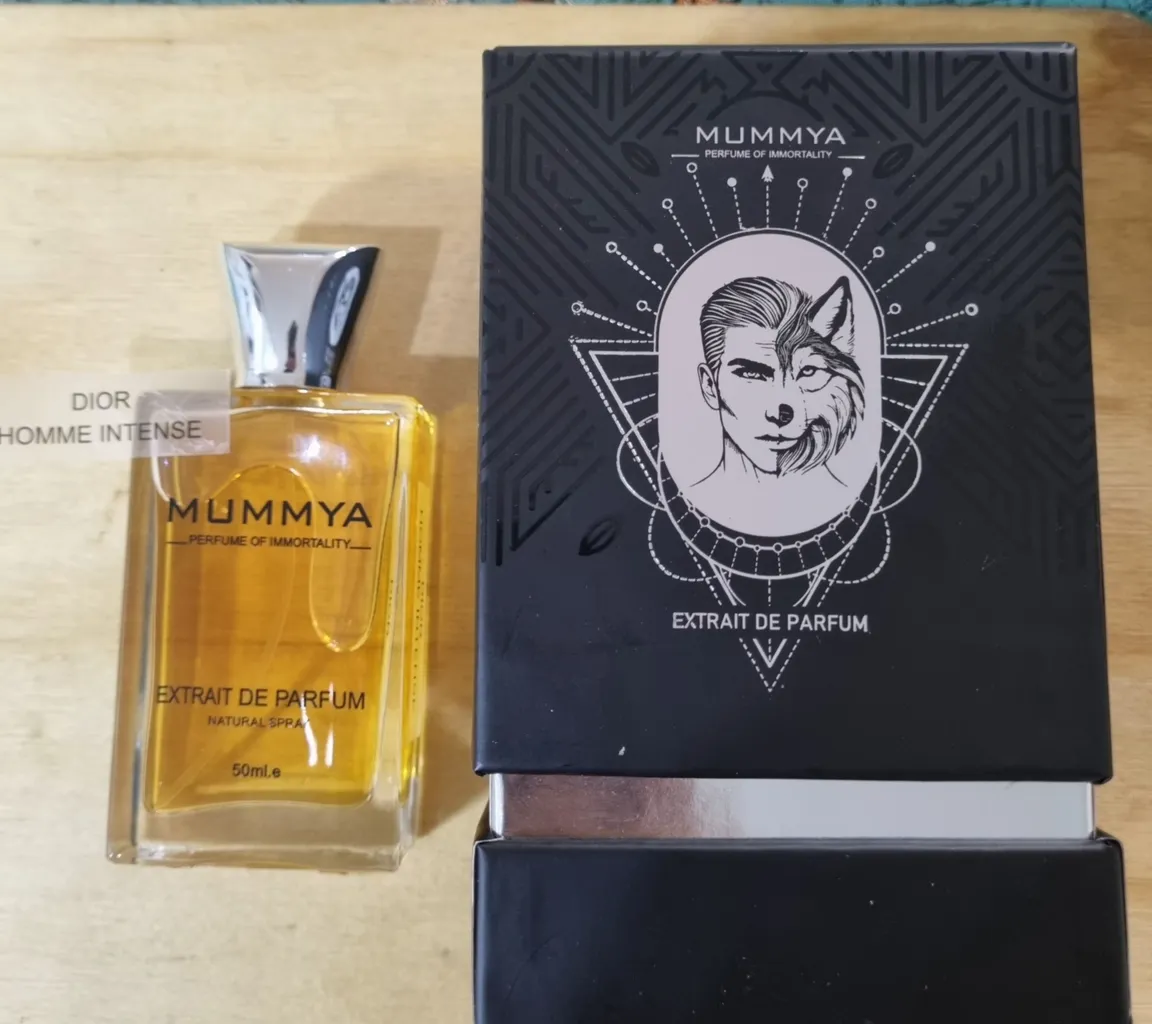 DIOR
HOMME INTENSE
MUMMYA
PERFUME OF IMMORTALITY
EXTRAIT DE PARFUM
NATURAL SPRAY
50ml.e
MUMMYA
PERFUME OF IMMORTALITY
EXTRAIT DE PARFUM